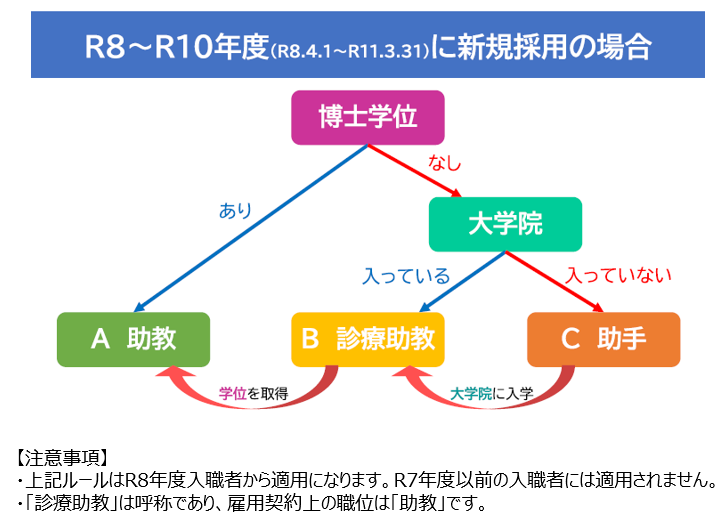 R8～R10年度(R8.4.1～R11.3.31)に新規採用の場合
博士学位
なし
あり
大学院
入っている
入っていない
A 助教
B 診療助教
C 助手
学位を取得
大学院に入学
【注意事項】
・上記ルールはR8年度入職者から適用になります。R7年度以前の入職者には適用されません。
・「診療助教」は呼称であり、雇用契約上の職位は「助教」です。